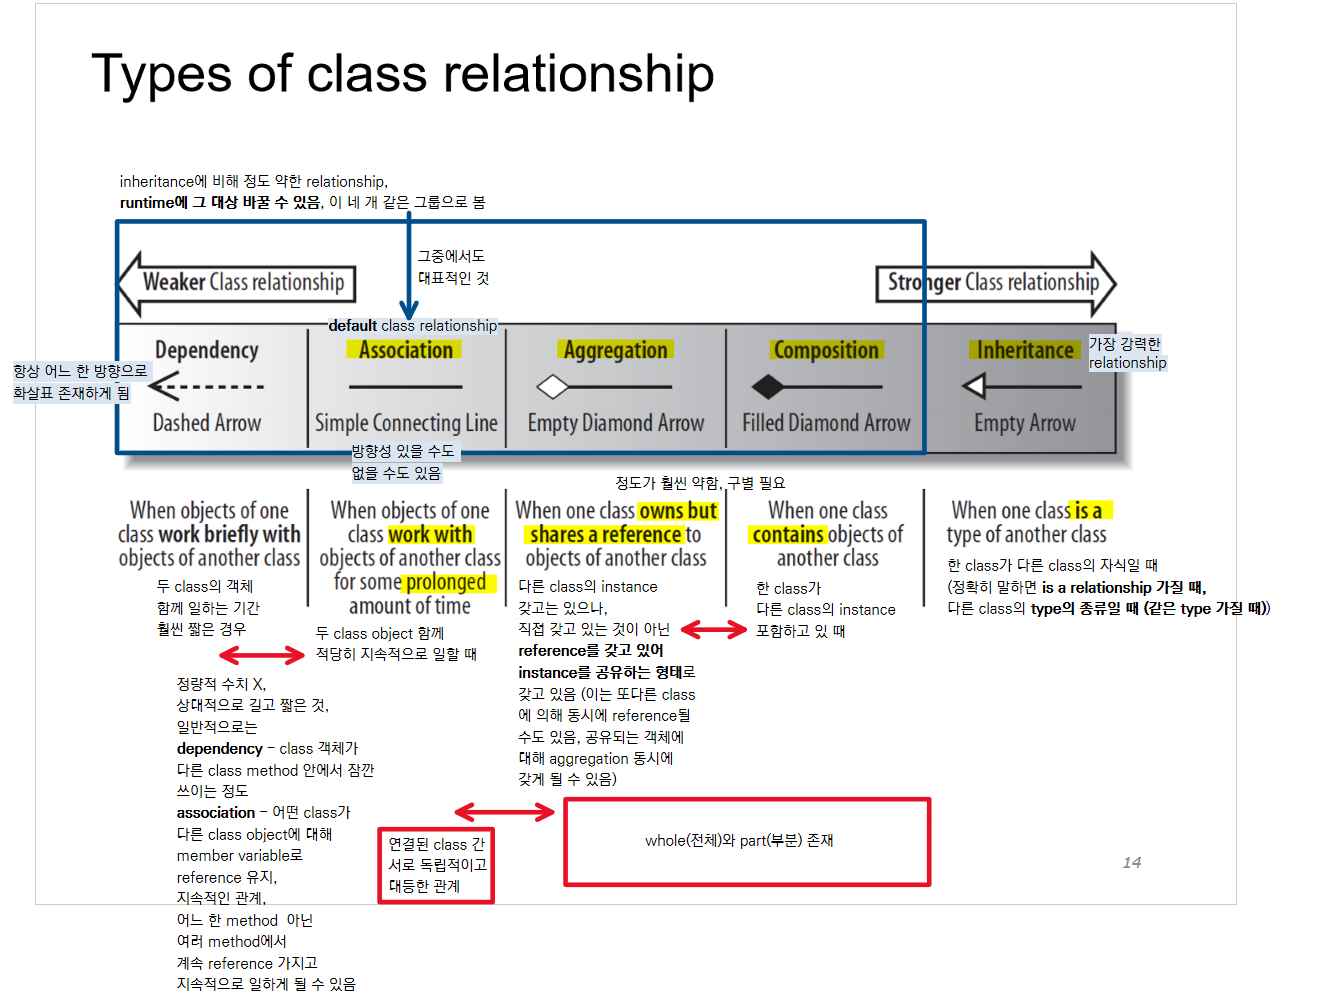 Types of class relationship
inheritance에 비해 정도 약한 relationship,
runtime에 그 대상 바꿀 수 있음, 이 네 개 같은 그룹으로 봄
그중에서도
대표적인 것
Weaker Class relationship
Stronger Class relationship
default class relationship
Dependency
Association
Aggregation
Composition
Inheritance
가장 강력한
relationship
항상 어느 한 방향으로
화살표 존재하게 됨
Dashed Arrow
Simple Connecting Line
Empty Diamond Arrow
Filled Diamond Arrow
Empty Arrow
방향성 있을 수도
없을 수도 있음
정도가 훨씬 약함, 구별 필요
When objects of one
class work briefly with
objects of another class
When objects of one
class work with
objects of another class
for some prolonged
amount of time
When one class owns but
shares a reference to
objects of another class
When one class
contains objects of
another class
When one class is a
type of another class
두 class의 객체
함께 일하는 기간
훨씬 짧은 경우
두 class object 함께
적당히 지속적으로 일할 때
다른 class의 instance
갖고는 있으나,
직접 갖고 있는 것이 아닌
reference를 갖고 있어
instance를 공유하는 형태로
갖고 있음 (이는 또다른 class
에 의해 동시에 reference될
수도 있음, 공유되는 객체에
대해 aggregation 동시에
갖게 될 수 있음)
한 class가
다른 class의 instance
포함하고 있 때
한 class가 다른 class의 자식일 때
(정확히 말하면 is a relationship 가질 때,
다른 class의 type의 종류일 때 (같은 type 가질 때))
정량적 수치 X,
상대적으로 길고 짧은 것,
일반적으로는
dependency - class 객체가
다른 class method 안에서 잠깐
쓰이는 정도
association - 어떤 class가
다른 class object에 대해
member variable로
reference 유지,
지속적인 관계,
어느 한 method 아닌
여러 method에서
계속 reference 가지고
지속적으로 일하게 될 수 있음
연결된 class 간
서로 독립적이고
대등한 관계
whole(전체)와 part(부분) 존재
14